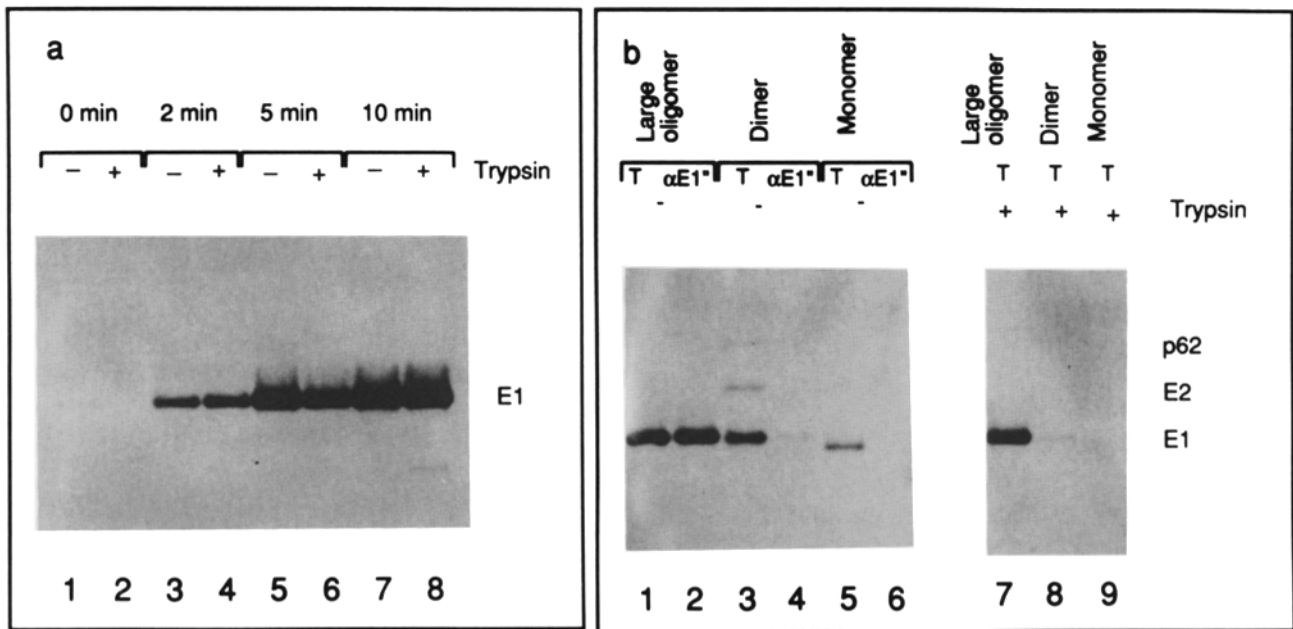 a
0 min 2 min 5 min 10 min
− + − + − + − + Trypsin
E1
1 2 3 4 5 6 7 8
b
Large oligomer
Dimer
Monomer
T αE1" T αE1" T αE1"
- - -
Large oligomer
Dimer
Monomer
T T T
+ + + Trypsin
p62
E2
E1
1 2 3 4 5 6 7 8 9